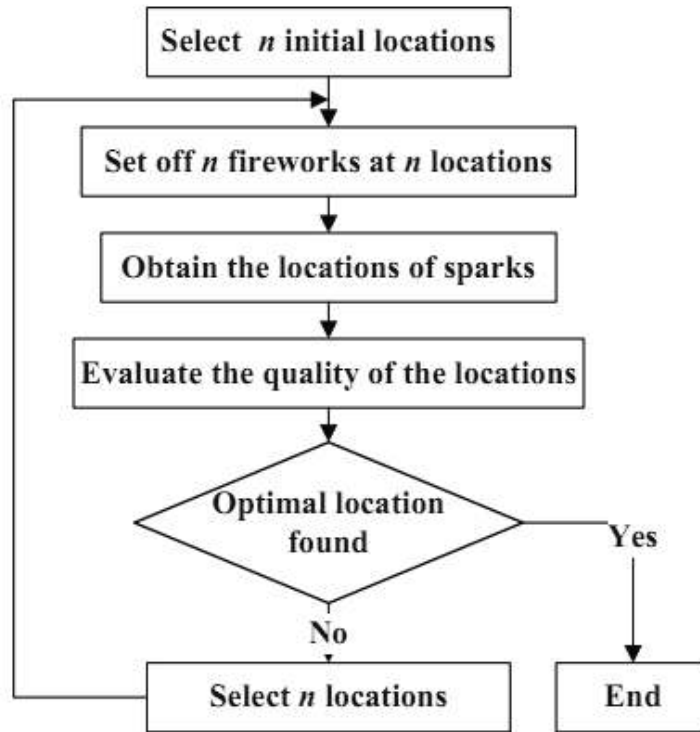 Select n initial locations
Set off n fireworks at n locations
Obtain the locations of sparks
Evaluate the quality of the locations
Optimal location
found
Yes
No
Select n locations
End